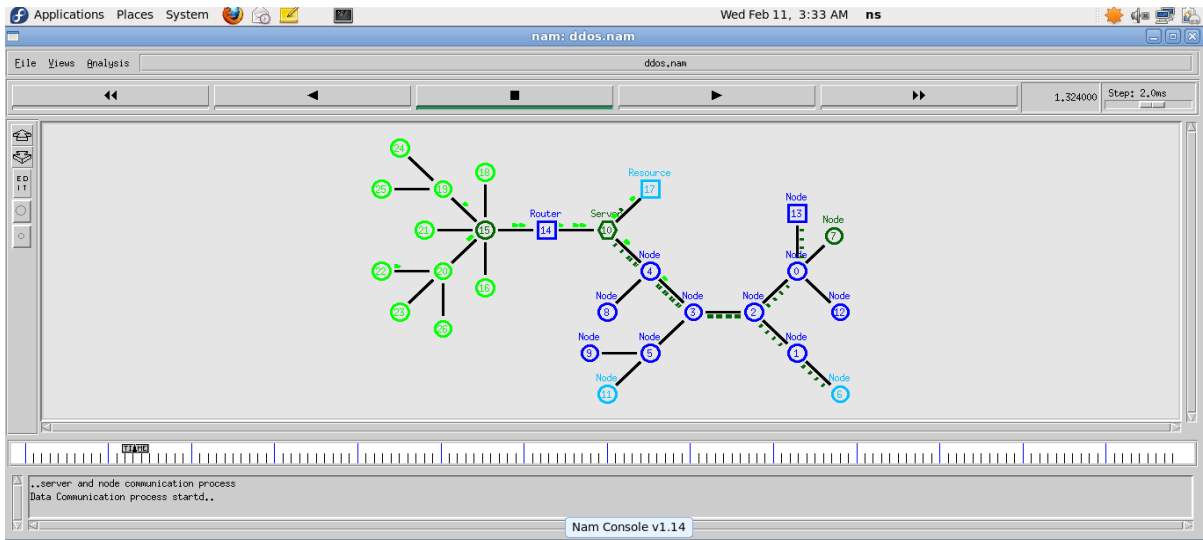 Applications Places System Wed Feb 11, 3:33 AM ns
nam: ddos.nam
File Views Analysis ddos.nam
1.324000 Step: 2.0ms
ED
IT
24
18
Resource
25 19 17
Node
13
Node
Router Server
21 15 14 10 7
Node Node
22 20 4 0
16
Node Node Node Node
23 8 3 2 12
26
Node Node Node
9 5 1
Node Node
11 6
TIME
..server and node communication process
Data Communication process startd..
Nam Console v1.14